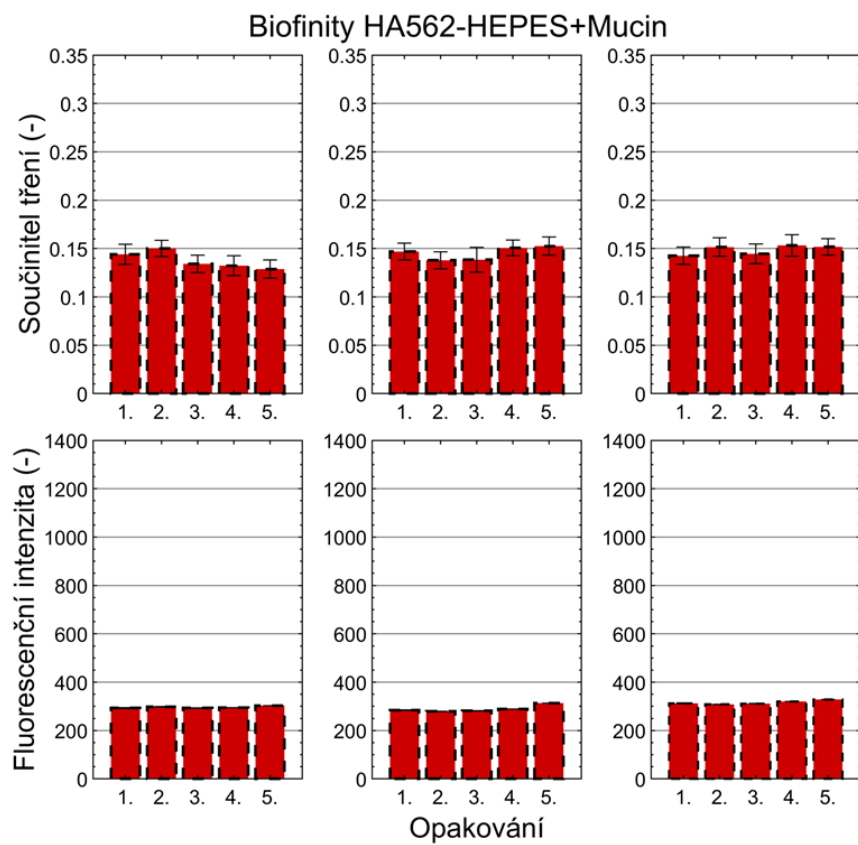 Biofinity HA562-HEPES+Mucin
Součinitel tření (-)
0.35 0.3 0.25 0.2 0.15 0.1 0.05 0
1. 2. 3. 4. 5.
0.35 0.3 0.25 0.2 0.15 0.1 0.05 0
1. 2. 3. 4. 5.
0.35 0.3 0.25 0.2 0.15 0.1 0.05 0
1. 2. 3. 4. 5.
Fluorescenční intenzita (-)
1400 1200 1000 800 600 400 200 0
1. 2. 3. 4. 5.
1400 1200 1000 800 600 400 200 0
1. 2. 3. 4. 5.
1400 1200 1000 800 600 400 200 0
1. 2. 3. 4. 5.
Opakování